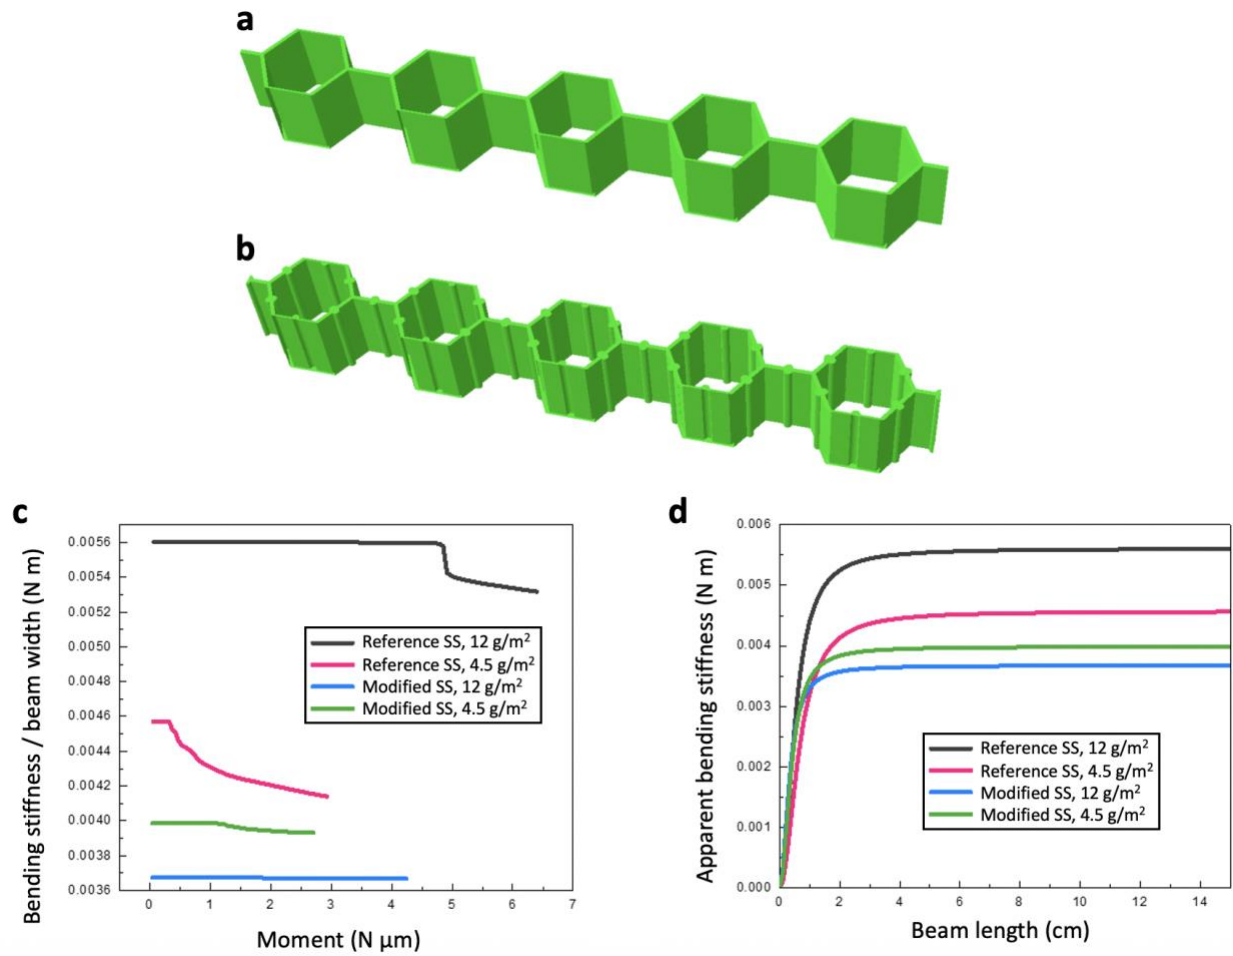 a
b
c
Bending stiffness / beam width (N m)
0.0056
0.0054
0.0052
0.0050
0.0048
0.0046
0.0044
0.0042
0.0040
0.0038
0.0036
Reference SS, 12 g/m²
Reference SS, 4.5 g/m²
Modified SS, 12 g/m²
Modified SS, 4.5 g/m²
0 1 2 3 4 5 6 7
Moment (N µm)
d
Apparent bending stiffness (N m)
0.006
0.005
0.004
0.003
0.002
0.001
0.000
Reference SS, 12 g/m²
Reference SS, 4.5 g/m²
Modified SS, 12 g/m²
Modified SS, 4.5 g/m²
0 2 4 6 8 10 12 14
Beam length (cm)